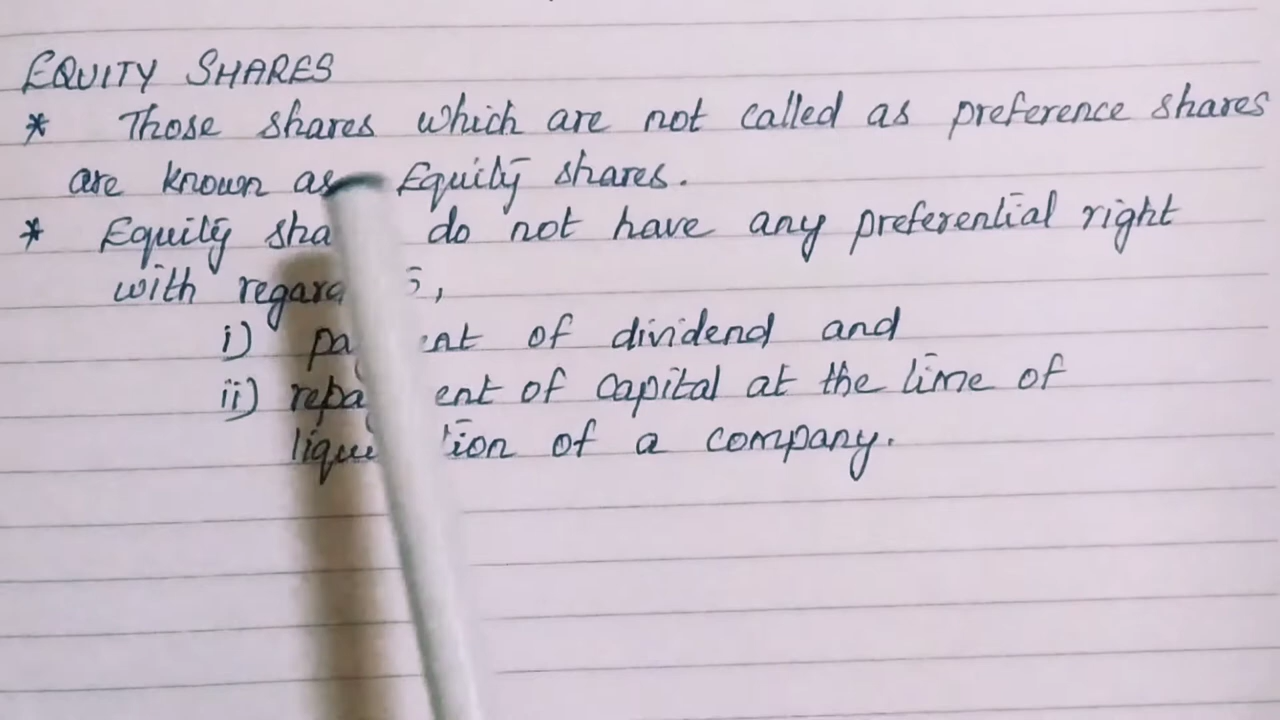 EQUITY SHARES
* Those shares which are not called as preference shares
are known as Equity shares.
* Equity do not have any preferential right
with
i) of dividend and
ii) of capital at the time of
of a company.